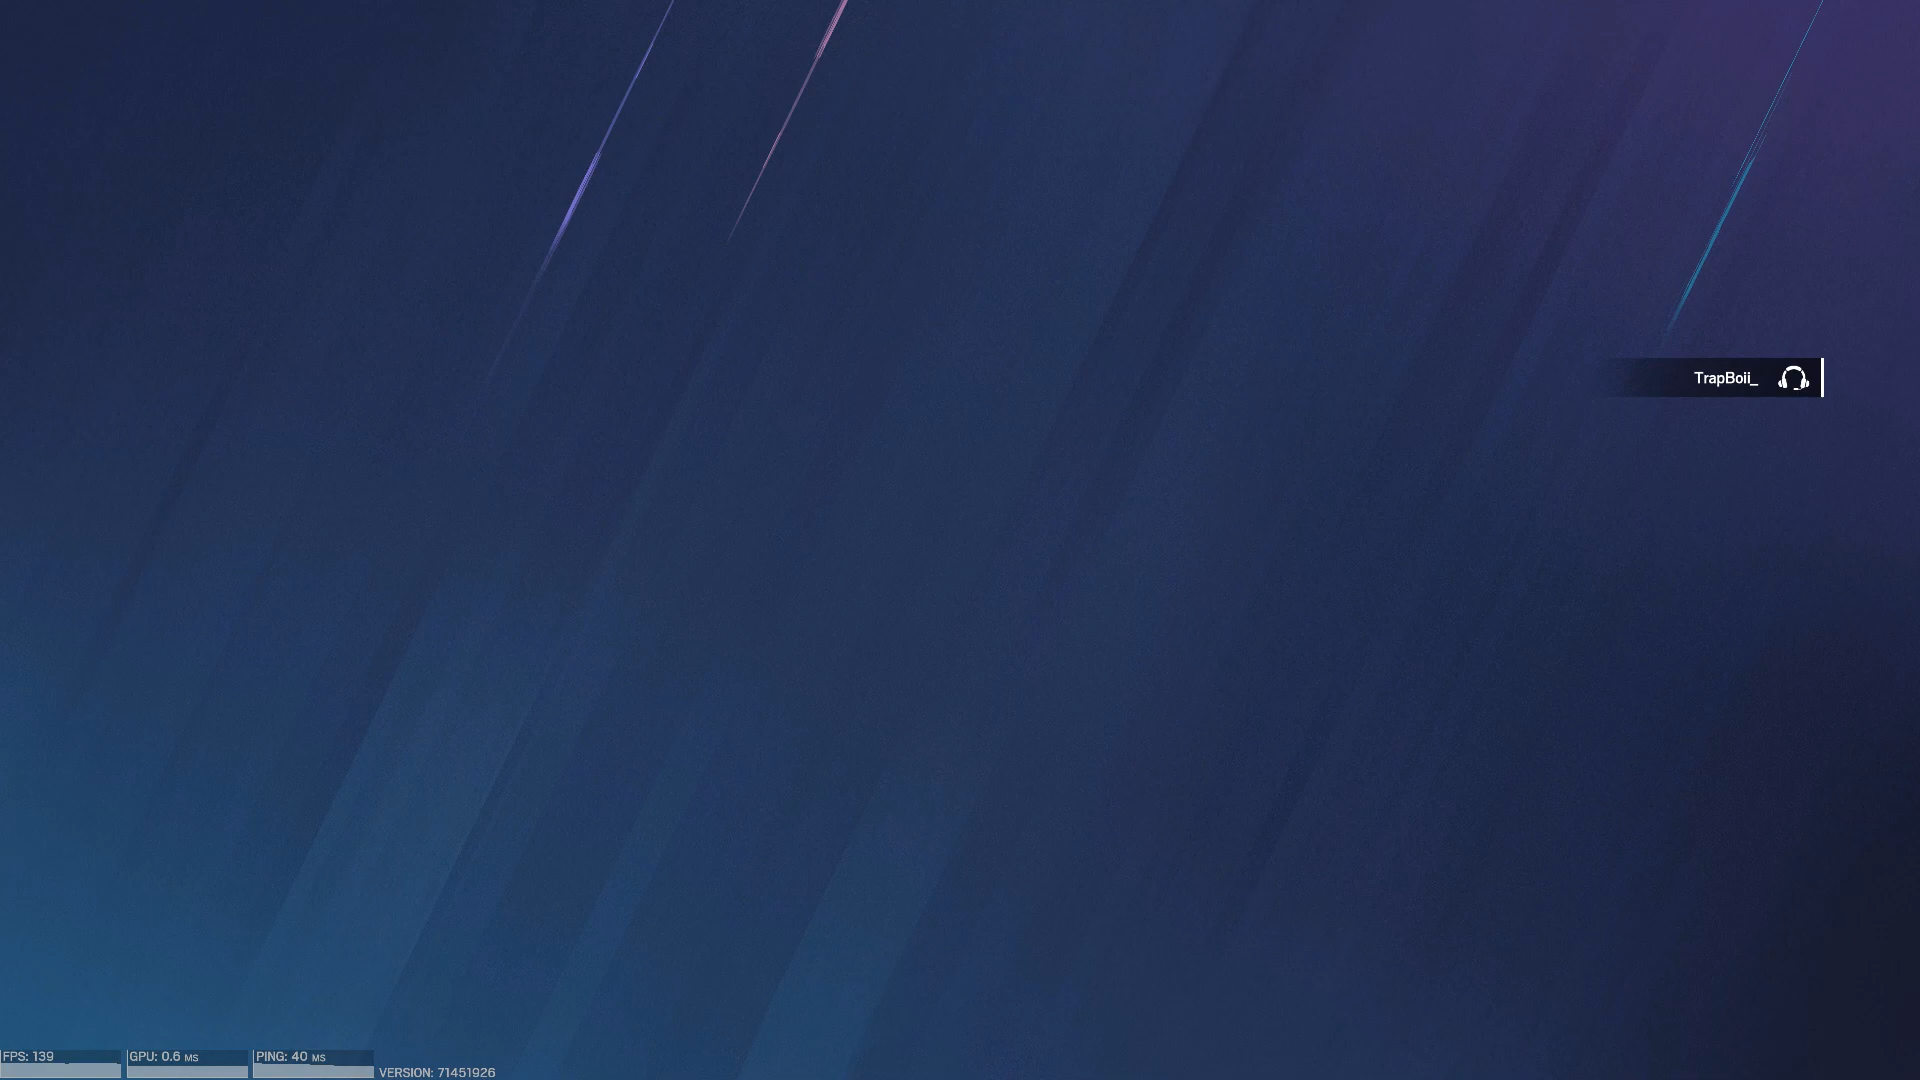 TrapBoii_
FPS: 139
GPU: 0.6 MS
PING: 40 MS
VERSION: 71451926